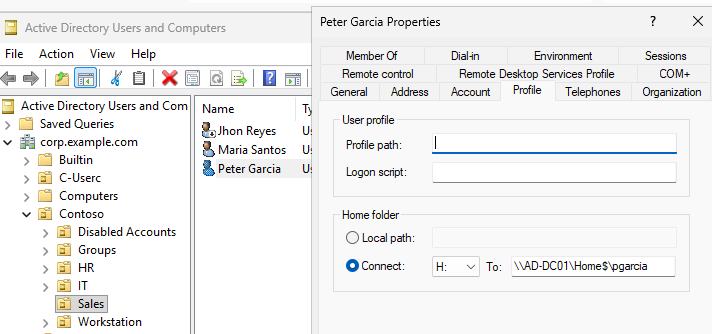 Active Directory Users and Computers
File Action View Help
Active Directory Users and Com
Saved Queries
corp.example.com
Builtin
C-Userc
Computers
Contoso
Disabled Accounts
Groups
HR
IT
Sales
Workstation
Name Ty
Jhon Reyes Us
Maria Santos Us
Peter Garcia Us
Peter Garcia Properties
? ×
Member Of Dial-in Environment Sessions
Remote control Remote Desktop Services Profile COM+
General Address Account Profile Telephones Organization
User profile
Profile path:
Logon script:
Home folder
Local path:
Connect: H: To: \\AD-DC01\Home$\pgarcia